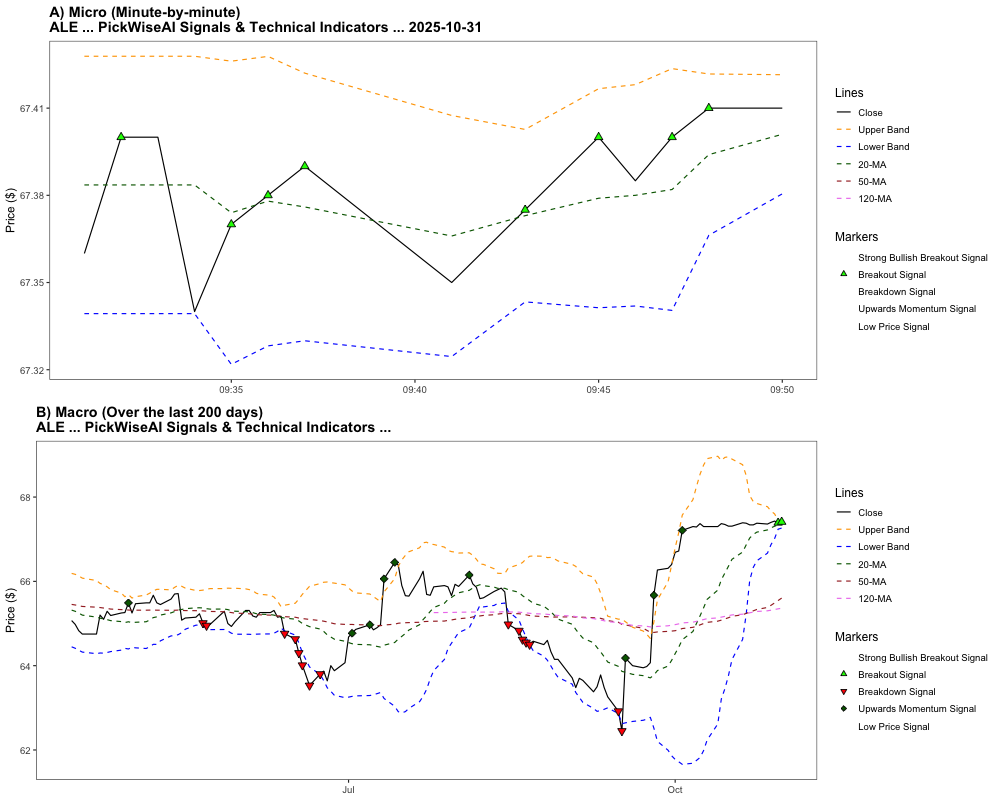 A) Micro (Minute-by-minute)
ALE ... PickWiseAI Signals & Technical Indicators ... 2025-10-31
Price ($)
67.41
67.38
67.35
67.32
09:35
09:40
09:45
09:50
Lines
Close
Upper Band
Lower Band
20-MA
50-MA
120-MA
Markers
Strong Bullish Breakout Signal
Breakout Signal
Breakdown Signal
Upwards Momentum Signal
Low Price Signal
B) Macro (Over the last 200 days)
ALE ... PickWiseAI Signals & Technical Indicators ...
Price ($)
68
66
64
62
Jul
Oct
Lines
Close
Upper Band
Lower Band
20-MA
50-MA
120-MA
Markers
Strong Bullish Breakout Signal
Breakout Signal
Breakdown Signal
Upwards Momentum Signal
Low Price Signal